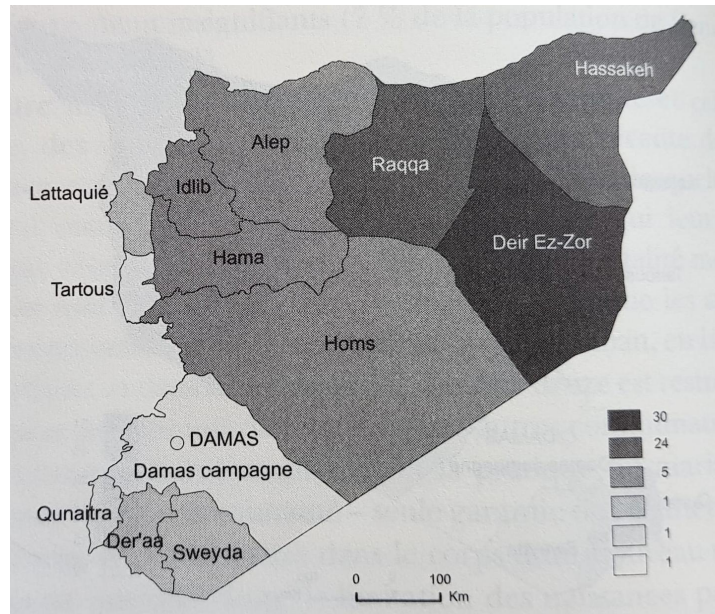 Hassakeh
Alep
Raqqa
Idlib
Lattaquié
Deir Ez-Zor
Hama
Tartous
Homs
DAMAS
Damas campagne
Qunaitra
Der'aa
Sweyda
30
24
5
1
1
1
0 100
Km